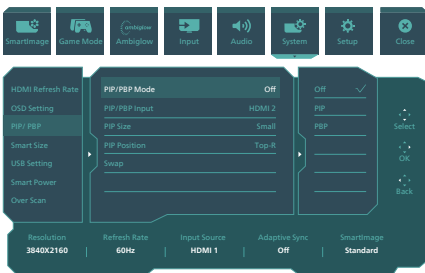 SmartImage
Game Mode
ambiglow
Ambiglow
Input
Audio
System
Setup
Close
HDMI Refresh Rate
OSD Setting
PIP/ PBP
Smart Size
USB Setting
Smart Power
Over Scan
PIP/PBP Mode Off
PIP/PBP Input HDMI 2
PIP Size Small
PIP Position Top-R
Swap
Off
PIP
PBP
Select
OK
Back
Resolution Refresh Rate Input Source Adaptive Sync SmartImage
3840X2160 60Hz HDMI 1 Off Standard